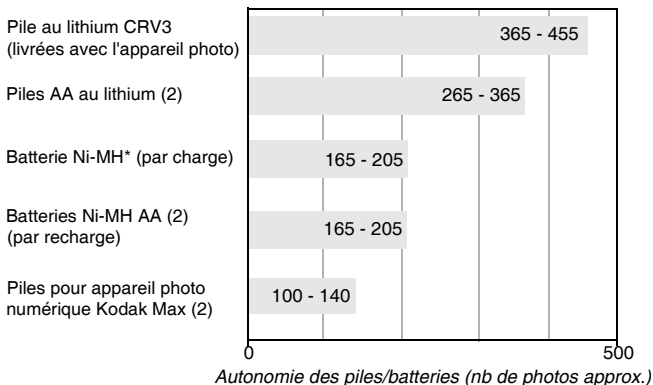 Pile au lithium CRV3
(livrées avec l'appareil photo)
365 - 455
Piles AA au lithium (2)
265 - 365
Batterie Ni-MH* (par charge)
165 - 205
Batteries Ni-MH AA (2)
(par recharge)
165 - 205
Piles pour appareil photo
numérique Kodak Max (2)
100 - 140
0
500
Autonomie des piles/batteries (nb de photos approx.)